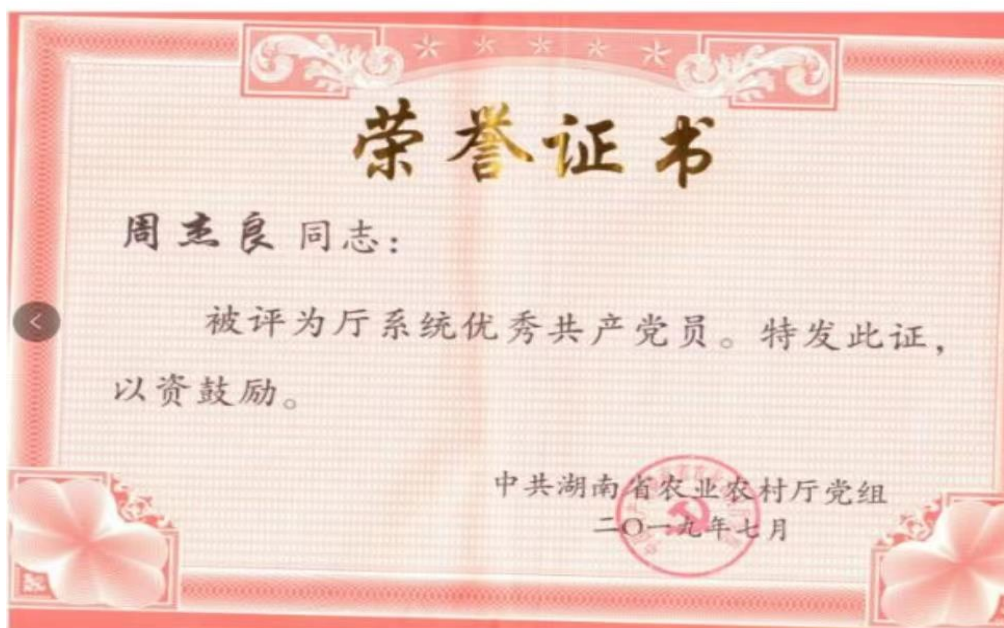 荣誉证书
周杰良 同志：
被评为厅系统优秀共产党员。特发此证，
以资鼓励。
中共湖南省农业农村厅党组
二〇一九年七月